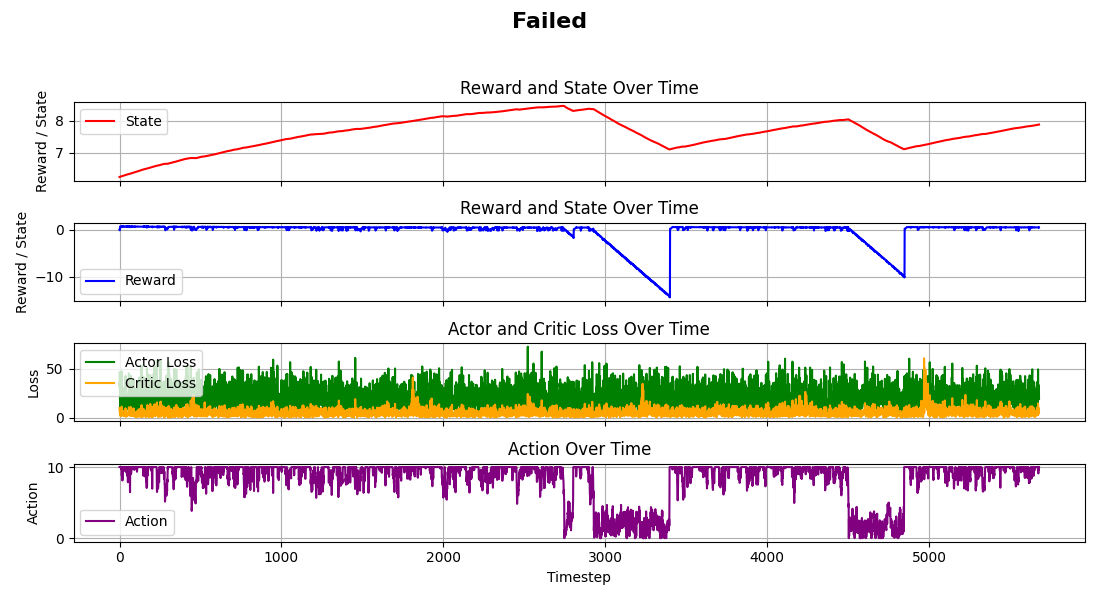 Failed
Reward and State Over Time
Reward / State
8
7
State
Reward and State Over Time
Reward / State
0
−10
Reward
Actor and Critic Loss Over Time
Loss
50
0
Actor Loss
Critic Loss
Action Over Time
Action
10
0
Action
0 1000 2000 3000 4000 5000
Timestep